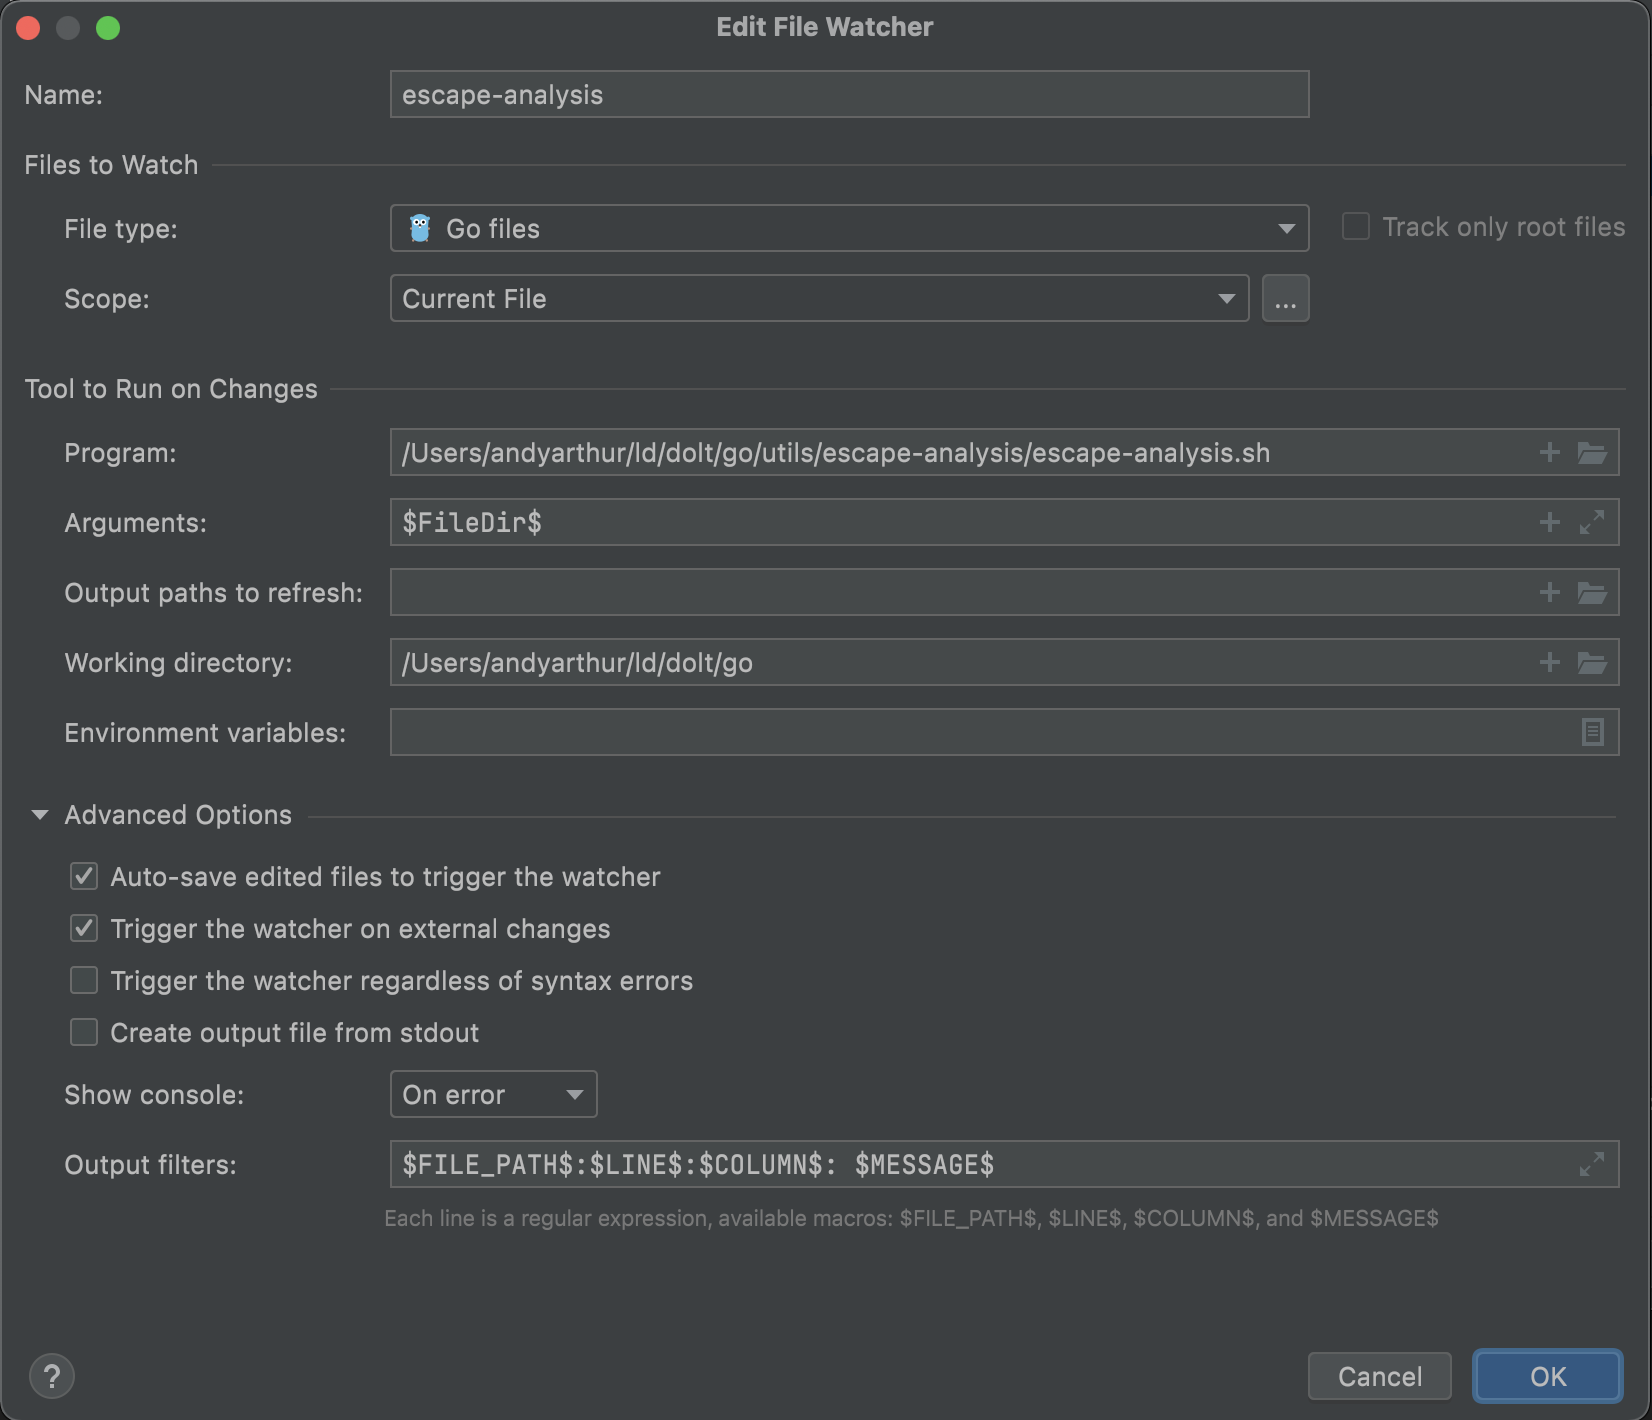 Edit File Watcher
Name:
escape-analysis
Files to Watch
File type:
Go files
Track only root files
Scope:
Current File
...
Tool to Run on Changes
Program:
/Users/andyarthur/ld/dolt/go/utils/escape-analysis/escape-analysis.sh
Arguments:
$FileDir$
Output paths to refresh:
Working directory:
/Users/andyarthur/ld/dolt/go
Environment variables:
Advanced Options
Auto-save edited files to trigger the watcher
Trigger the watcher on external changes
Trigger the watcher regardless of syntax errors
Create output file from stdout
Show console:
On error
Output filters:
$FILE_PATH$:$LINE$:$COLUMN$: $MESSAGE$
Each line is a regular expression, available macros: $FILE_PATH$, $LINE$, $COLUMN$, and $MESSAGE$
?
Cancel
OK